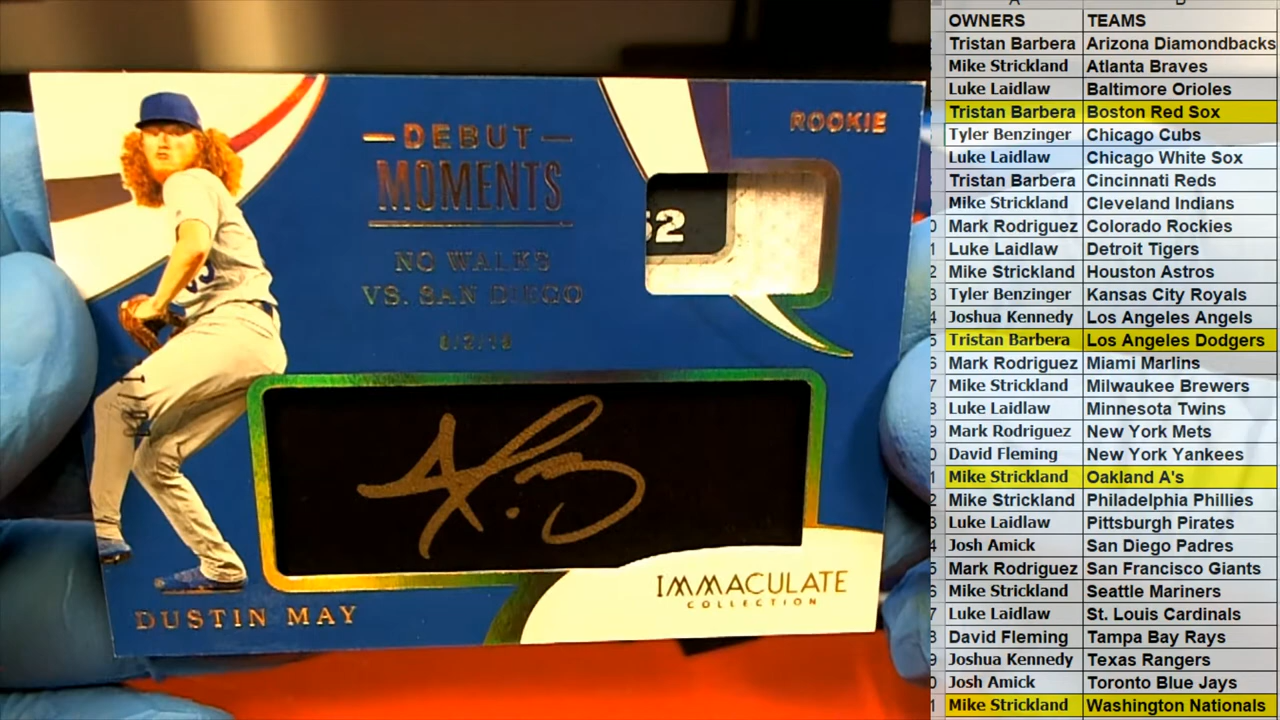 DEBUT
MOMENTS
NO WALKS
VS. SAN DIEGO
8/2/19
ROOKIE
52
DUSTIN MAY
IMMACULATE
COLLECTION
OWNERS TEAMS
Tristan Barbera Arizona Diamondbacks
Mike Strickland Atlanta Braves
Luke Laidlaw Baltimore Orioles
Tristan Barbera Boston Red Sox
Tyler Benzinger Chicago Cubs
Luke Laidlaw Chicago White Sox
Tristan Barbera Cincinnati Reds
Mike Strickland Cleveland Indians
Mark Rodriguez Colorado Rockies
Luke Laidlaw Detroit Tigers
Mike Strickland Houston Astros
Tyler Benzinger Kansas City Royals
Joshua Kennedy Los Angeles Angels
Tristan Barbera Los Angeles Dodgers
Mark Rodriguez Miami Marlins
Mike Strickland Milwaukee Brewers
Luke Laidlaw Minnesota Twins
Mark Rodriguez New York Mets
David Fleming New York Yankees
Mike Strickland Oakland A's
Mike Strickland Philadelphia Phillies
Luke Laidlaw Pittsburgh Pirates
Josh Amick San Diego Padres
Mark Rodriguez San Francisco Giants
Mike Strickland Seattle Mariners
Luke Laidlaw St. Louis Cardinals
David Fleming Tampa Bay Rays
Joshua Kennedy Texas Rangers
Josh Amick Toronto Blue Jays
Mike Strickland Washington Nationals